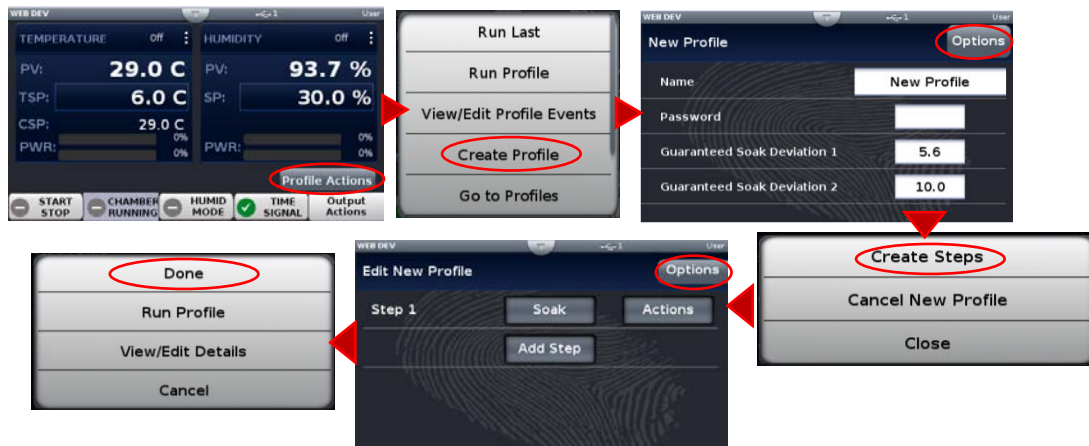 WEB DEV 1 User
TEMPERATURE Off HUMIDITY Off
PV: 29.0 C PV: 93.7 %
TSP: 6.0 C SP: 30.0 %
CSP: 29.0 C
PWR: 0% 0% PWR: 0% 0%
Profile Actions
START STOP CHAMBER RUNNING HUMID MODE TIME SIGNAL Output Actions
Run Last
Run Profile
View/Edit Profile Events
Create Profile
Go to Profiles
WEB DEV 1 User
New Profile Options
Name New Profile
Password
Guaranteed Soak Deviation 1 5.6
Guaranteed Soak Deviation 2 10.0
Create Steps
Cancel New Profile
Close
WEB DEV 1 User
Edit New Profile Options
Step 1 Soak Actions
Add Step
Done
Run Profile
View/Edit Details
Cancel